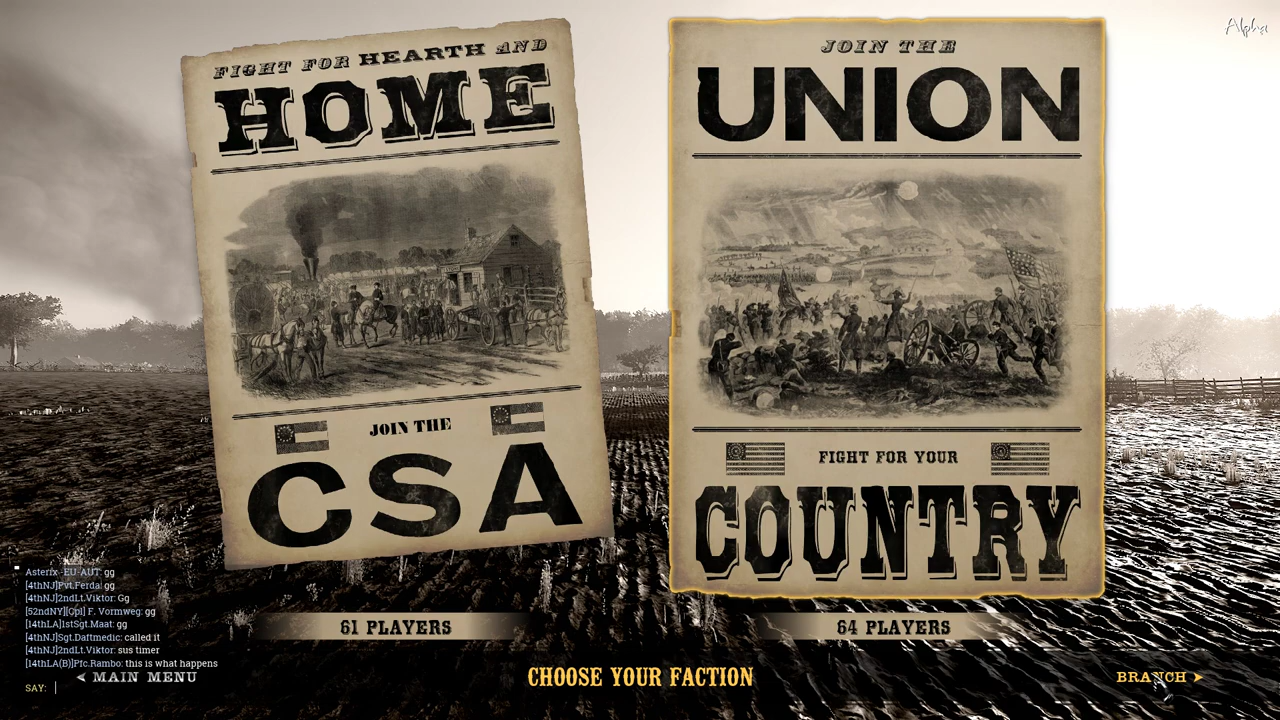 Alpha
FIGHT FOR HEARTH AND
HOME
JOIN THE
CSA
61 PLAYERS
JOIN THE
UNION
FIGHT FOR YOUR
COUNTRY
64 PLAYERS
Asterix-EU-AUT: gg
[4thNJ]Pvt.Ferdal gg
[4thNJ]2ndLt.Viktor: Gg
[52ndNY][Cpl] F. Vormweg: gg
[14thLA]1stSgt.Maat: gg
[4thNJ]Sgt.Daftmedic: called it
[4thNJ]2ndLt.Viktor: sus timer
[14thLA(B)]Pfc.Rambo: this is what happens
MAIN MENU
SAY:
CHOOSE YOUR FACTION
BRANCH